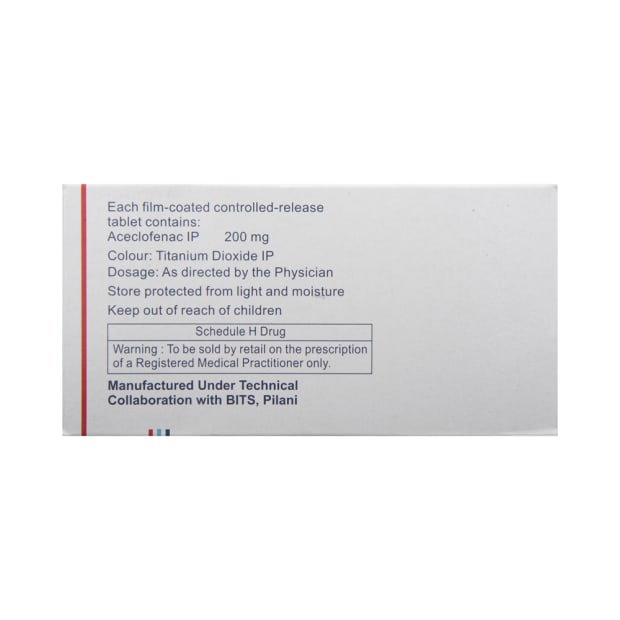 Each film-coated controlled-release
tablet contains:
Aceclofenac IP 200 mg
Colour: Titanium Dioxide IP
Dosage: As directed by the Physician
Store protected from light and moisture
Keep out of reach of children
Schedule H Drug
Warning : To be sold by retail on the prescription
of a Registered Medical Practitioner only.
Manufactured Under Technical
Collaboration with BITS, Pilani